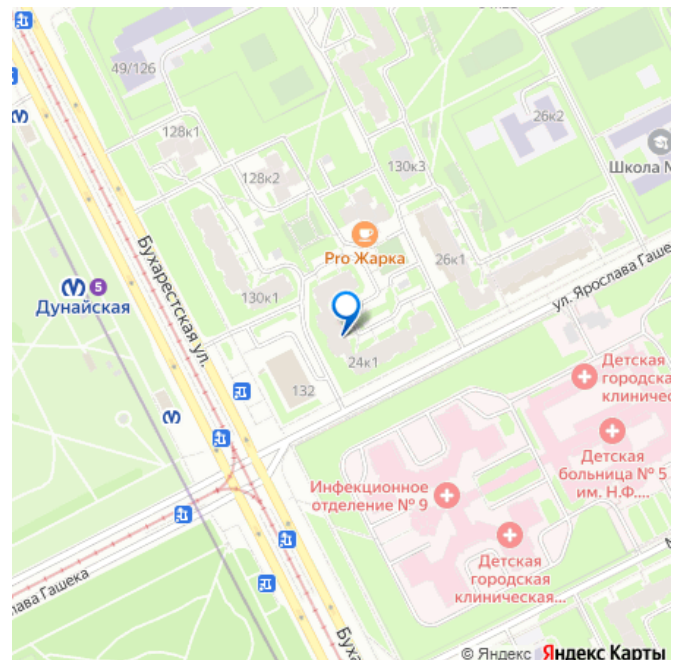 49/126
128к1
128к2
130к3
26к2
Школа №
Pro Жарка
26к1
Бухарестская ул.
5
Дунайская
130к1
ул. Ярослава Гаше
24к1
132
Детская
городска
клиничес
Детская
больница № 5
им. Н.Ф....
Инфекционное
отделение № 9
Детская
городская
клиническая...
лава Гашека
Буха
© Яндекс Яндекс Карты